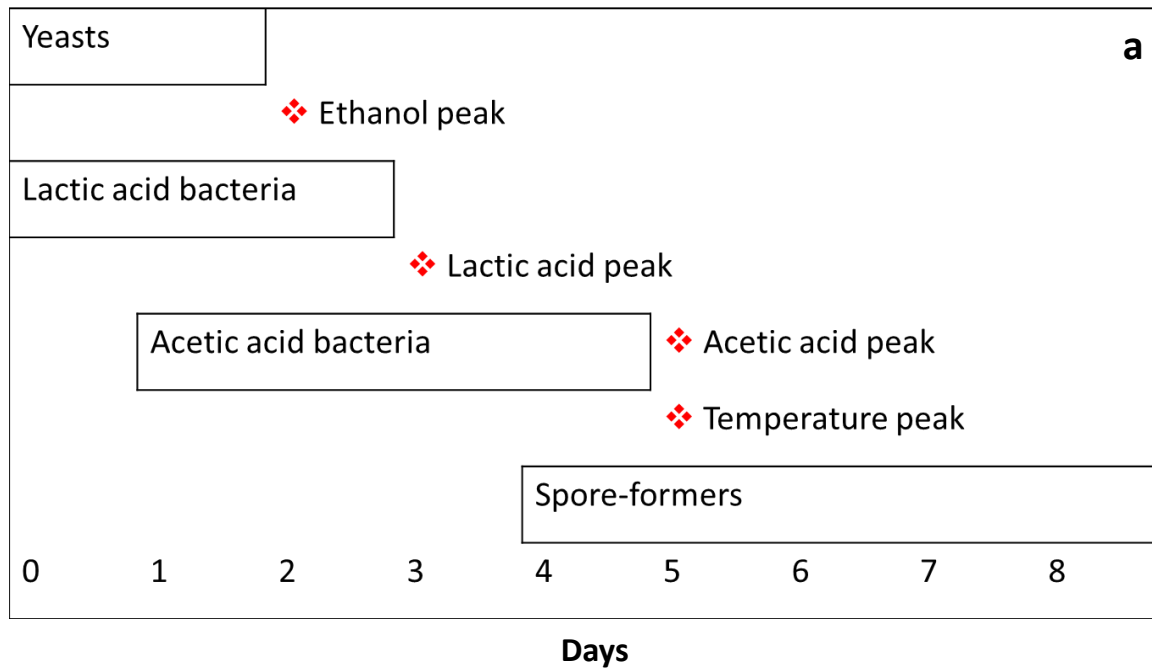 Yeasts
a
Ethanol peak
Lactic acid bacteria
Lactic acid peak
Acetic acid bacteria
Acetic acid peak
Temperature peak
Spore-formers
0 1 2 3 4 5 6 7 8
Days